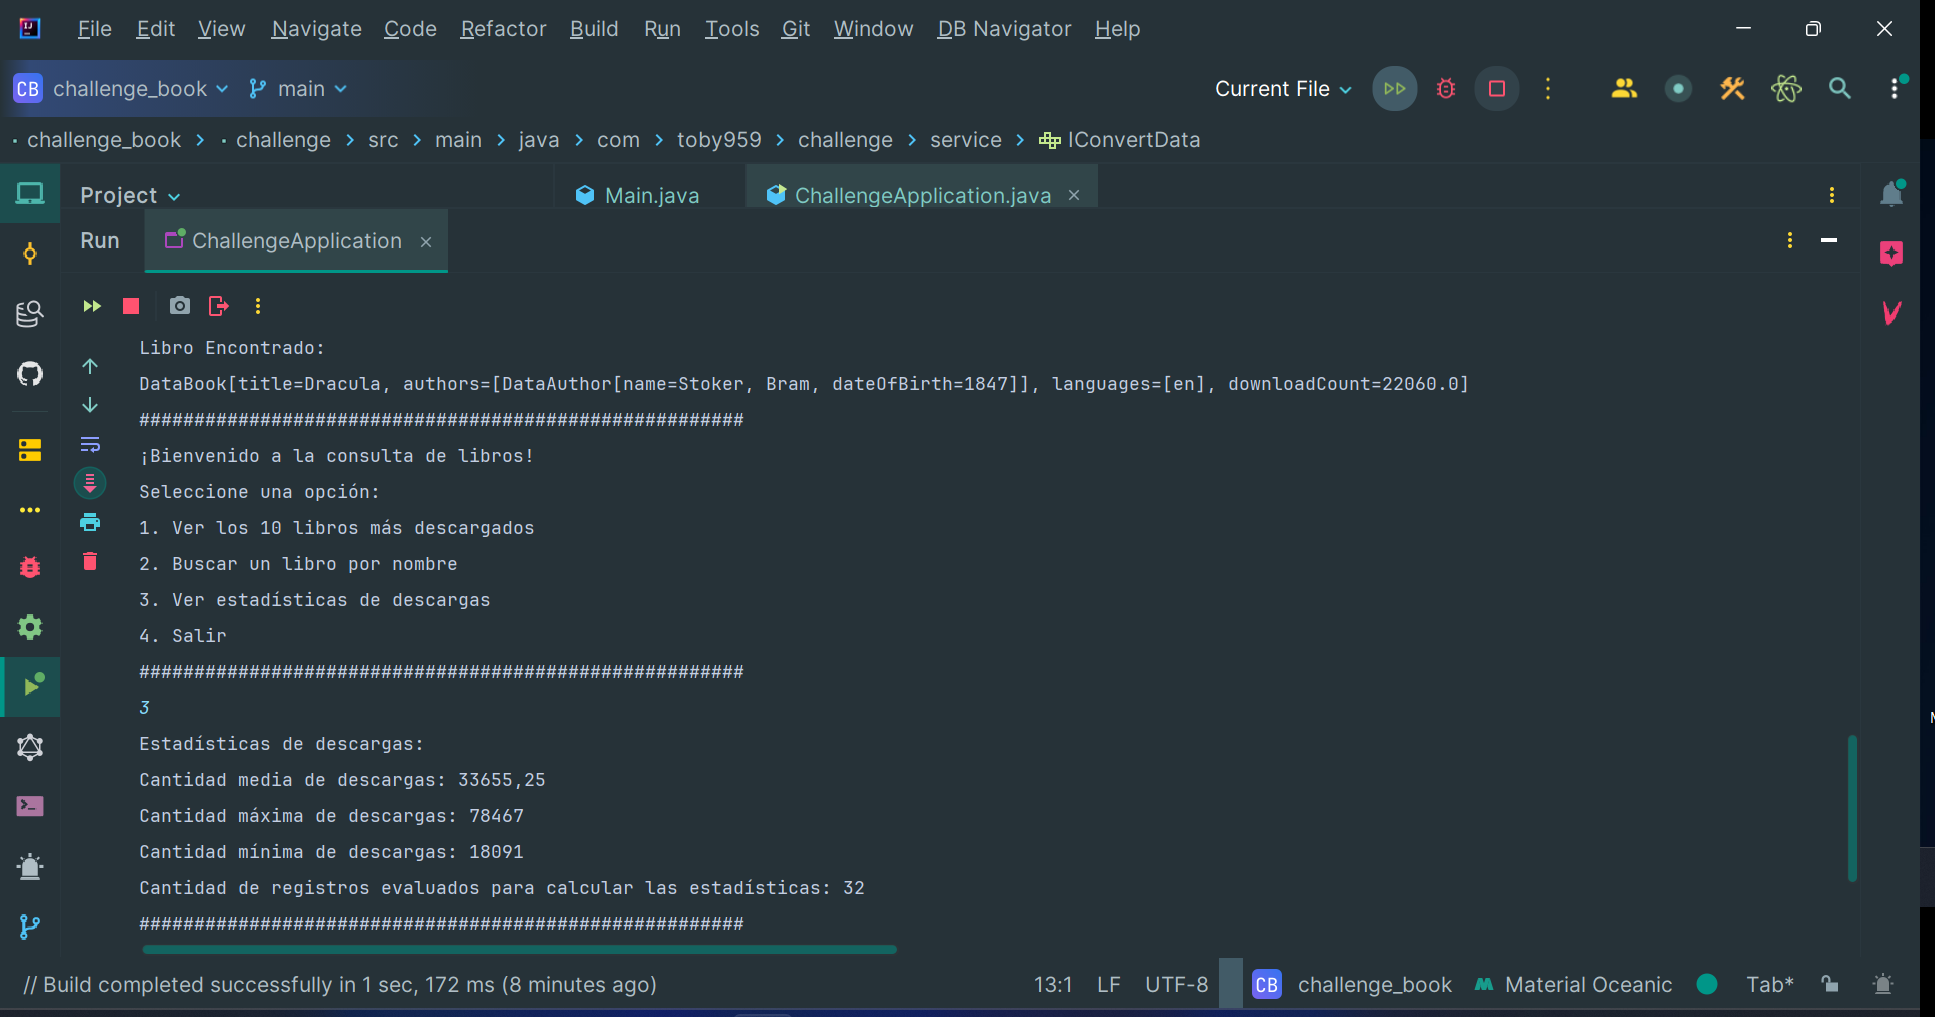 File Edit View Navigate Code Refactor Build Run Tools Git Window DB Navigator Help
CB challenge_book main Current File
challenge_book challenge src main java com toby959 challenge service IConvertData
Project Main.java ChallengeApplication.java
Run ChallengeApplication
Libro Encontrado:
DataBook[title=Dracula, authors=[DataAuthor[name=Stoker, Bram, dateOfBirth=1847]], languages=[en], downloadCount=22060.0]
#######################################################
¡Bienvenido a la consulta de libros!
Seleccione una opción:
1. Ver los 10 libros más descargados
2. Buscar un libro por nombre
3. Ver estadísticas de descargas
4. Salir
#######################################################
3
Estadísticas de descargas:
Cantidad media de descargas: 33655,25
Cantidad máxima de descargas: 78467
Cantidad mínima de descargas: 18091
Cantidad de registros evaluados para calcular las estadísticas: 32
#######################################################
// Build completed successfully in 1 sec, 172 ms (8 minutes ago) 13:1 LF UTF-8 CB challenge_book Material Oceanic Tab*